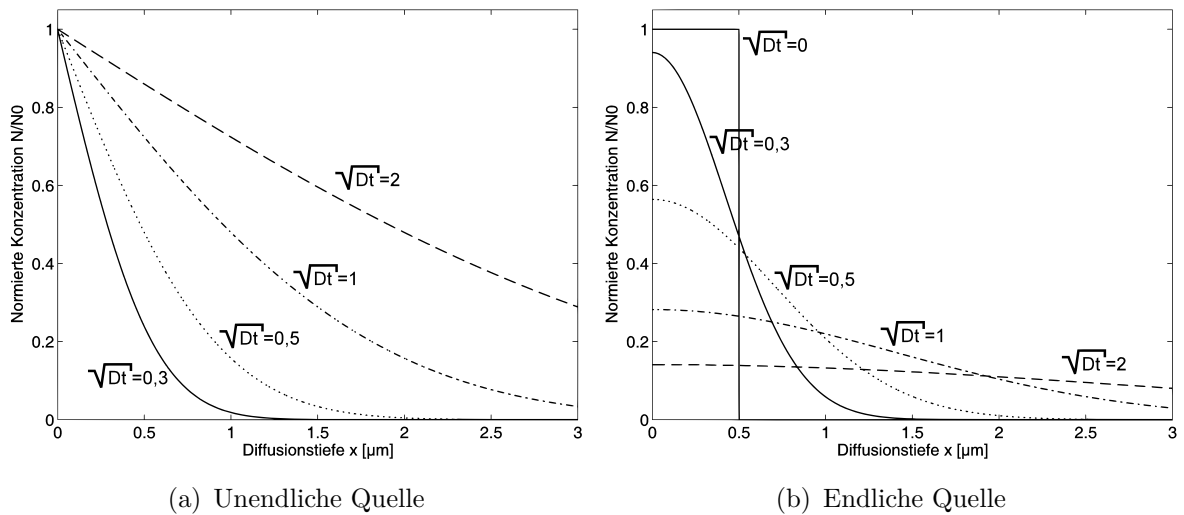 1
0.8
0.6
0.4
0.2
0
Normierte Konzentration N/N0
√Dt=2
√Dt=1
√Dt=0,5
√Dt=0,3
0
0.5
1
1.5
2
2.5
3
Diffusionstiefe x [µm]
(a) Unendliche Quelle
1
0.8
0.6
0.4
0.2
0
Normierte Konzentration N/N0
√Dt=0
√Dt=0,3
√Dt=0,5
√Dt=1
√Dt=2
0
0.5
1
1.5
2
2.5
3
Diffusionstiefe x [µm]
(b) Endliche Quelle